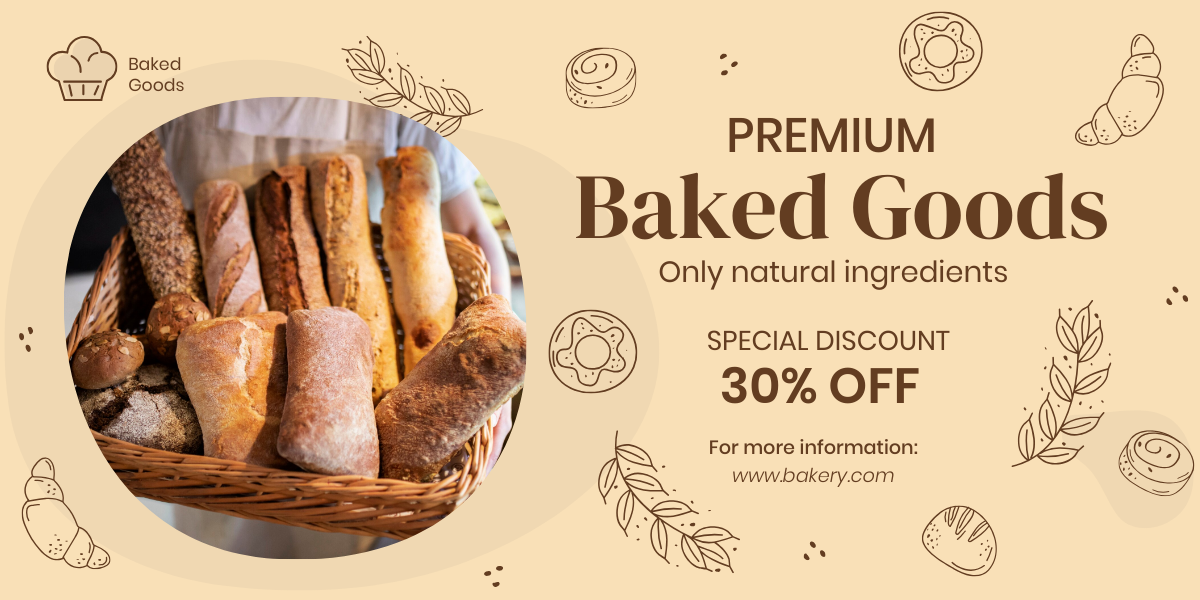 Baked
Goods
PREMIUM
Baked Goods
Only natural ingredients
SPECIAL DISCOUNT
30% OFF
For more information:
www.bakery.com